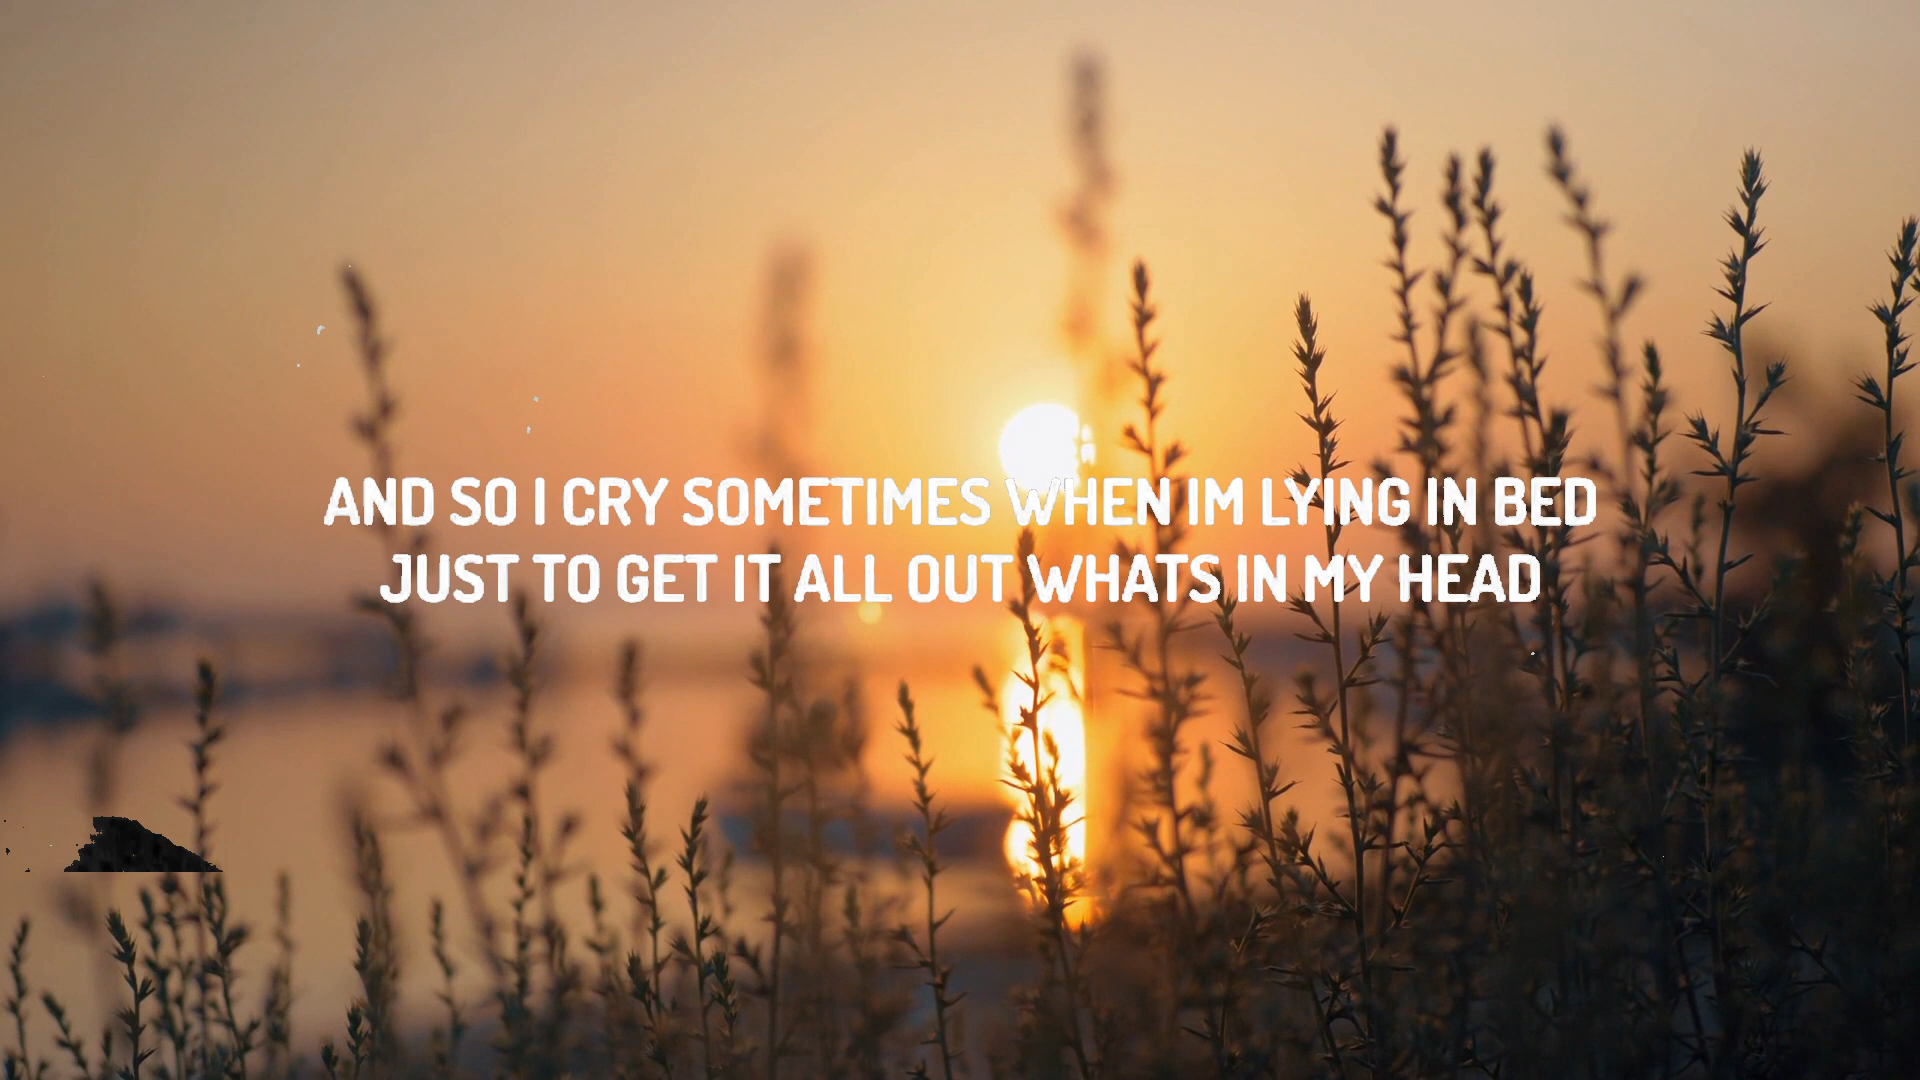 AND SO I CRY SOMETIMES WHEN IM LYING IN BED
JUST TO GET IT ALL OUT WHATS IN MY HEAD